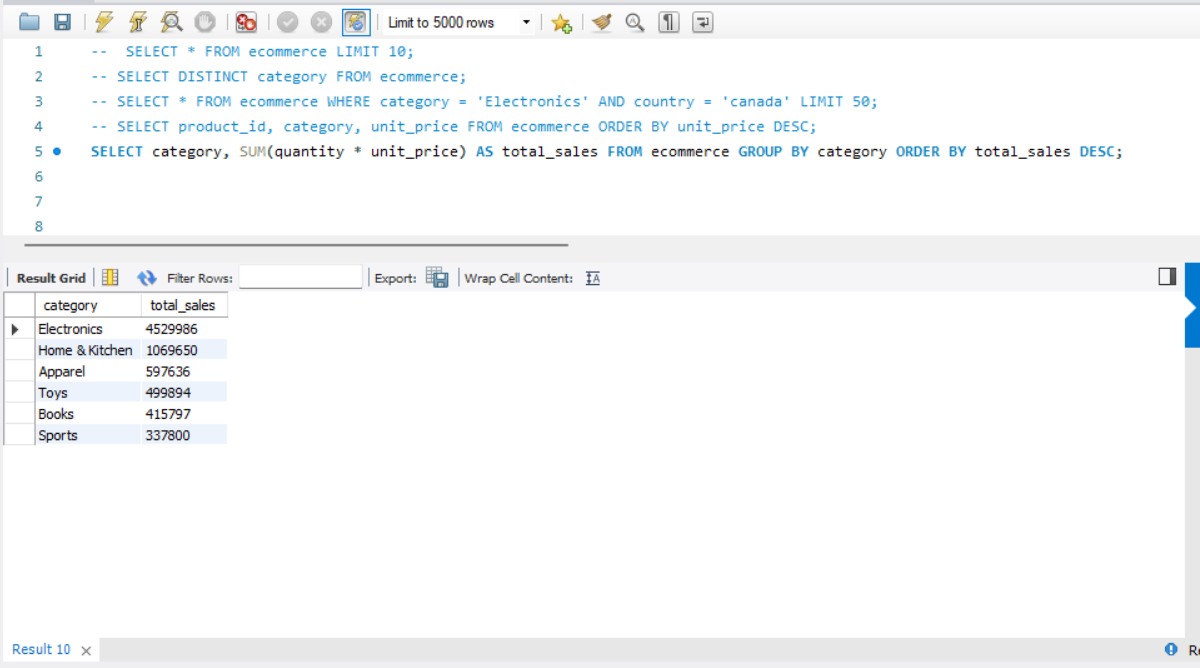 Limit to 5000 rows
1 -- SELECT * FROM ecommerce LIMIT 10;
2 -- SELECT DISTINCT category FROM ecommerce;
3 -- SELECT * FROM ecommerce WHERE category = 'Electronics' AND country = 'canada' LIMIT 50;
4 -- SELECT product_id, category, unit_price FROM ecommerce ORDER BY unit_price DESC;
5 SELECT category, SUM(quantity * unit_price) AS total_sales FROM ecommerce GROUP BY category ORDER BY total_sales DESC;
6
7
8
Result Grid Filter Rows: Export: Wrap Cell Content: IA
category total_sales
Electronics 4529986
Home & Kitchen 1069650
Apparel 597636
Toys 499894
Books 415797
Sports 337800
Result 10 x